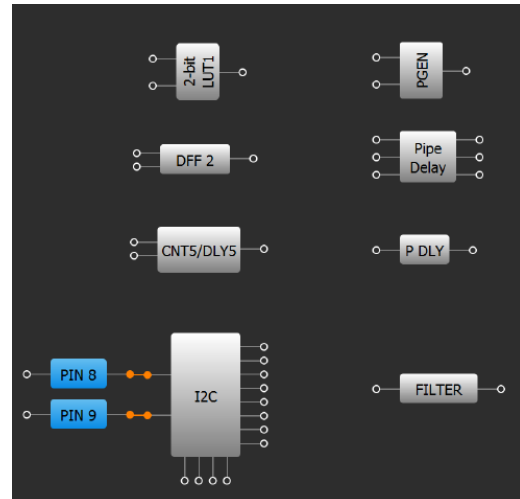 2-bit
LUT1
PGEN
DFF 2
Pipe
Delay
CNT5/DLY5
P DLY
PIN 8
I2C
FILTER
PIN 9